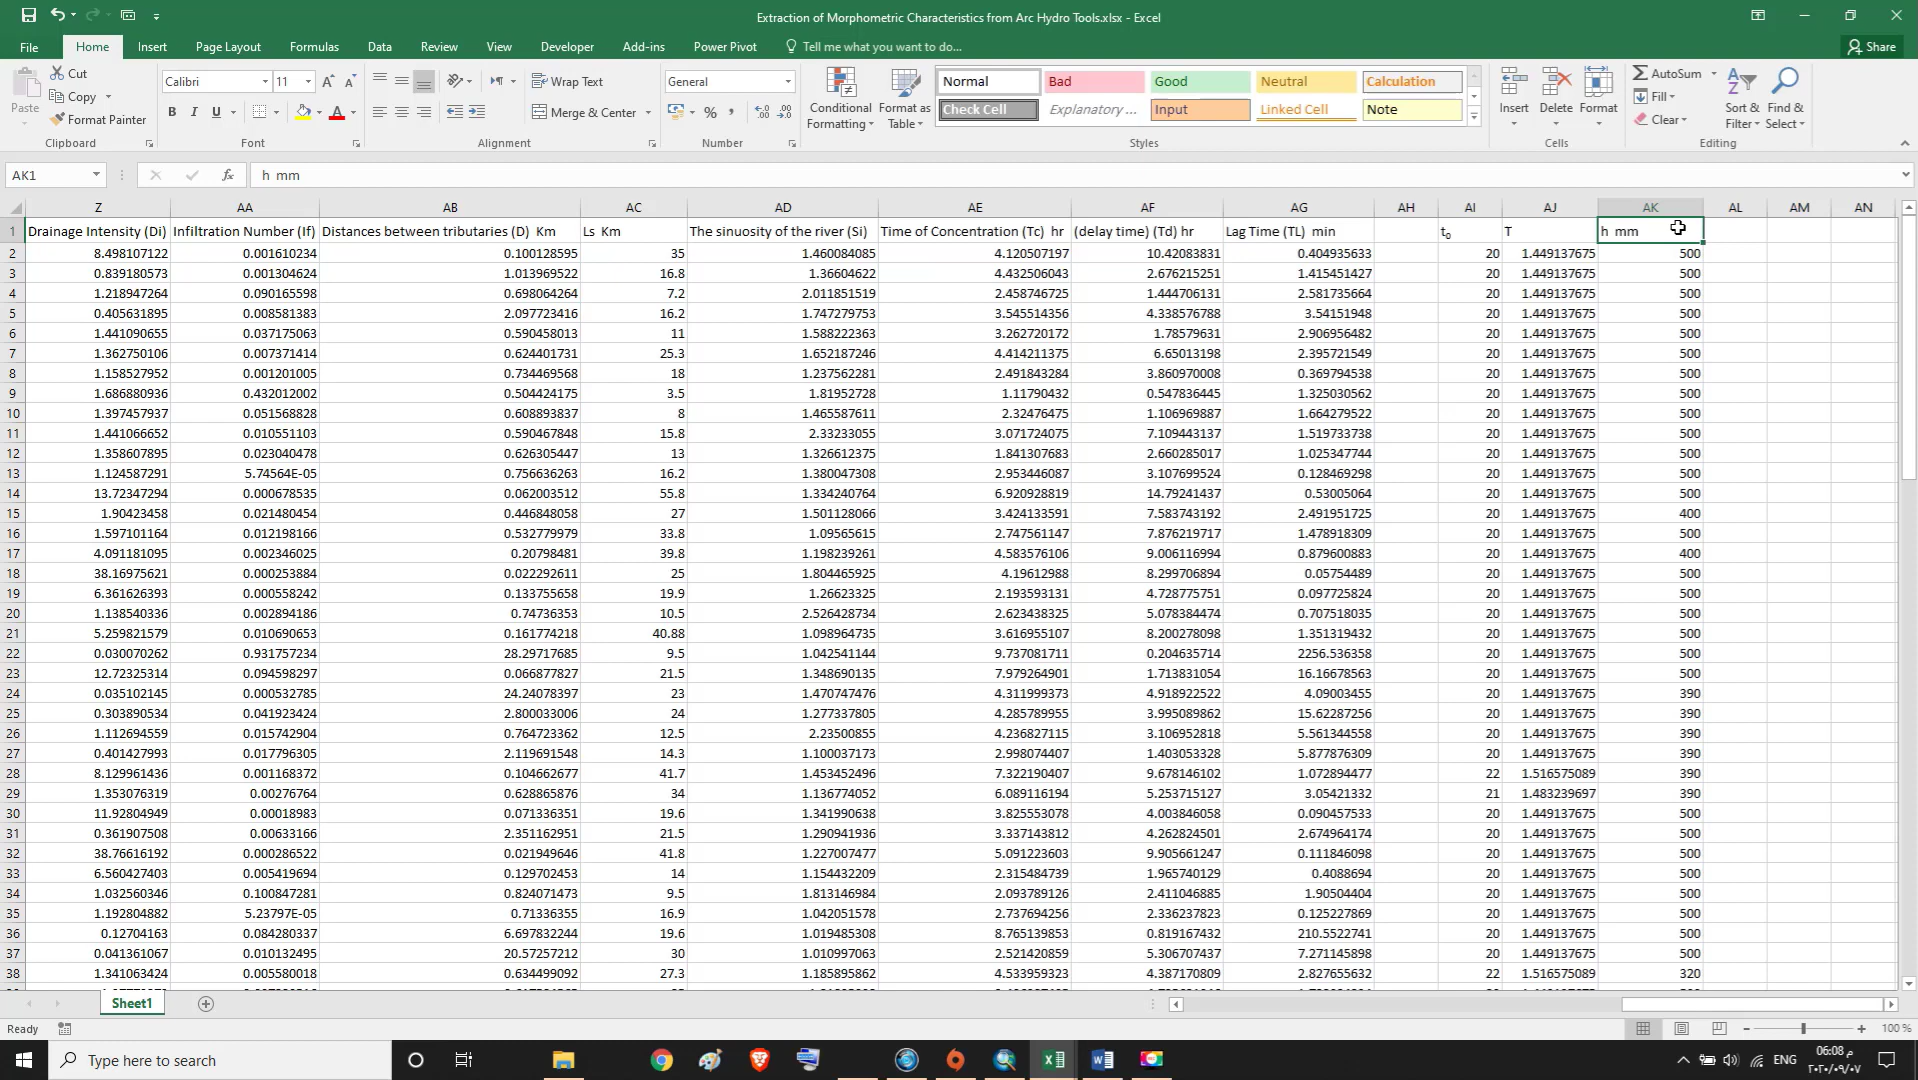 Extraction of Morphometric Characteristics from Arc Hydro Tools.xlsx - Excel
File Home Insert Page Layout Formulas Data Review View Developer Add-ins Power Pivot Tell me what you want to do... Share
Paste Cut Copy Format Painter Clipboard
Calibri 11 B I U Font
Wrap Text Merge & Center Alignment
General % , Number
Conditional Formatting Format as Table
Normal Bad Good Neutral Calculation
Check Cell Explanatory ... Input Linked Cell Note
Styles
Insert Delete Format Cells
AutoSum Fill Clear Sort & Filter Find & Select Editing
AK1 fx h mm
Z AA AB AC AD AE AF AG AH AI AJ AK AL AM AN
1 Drainage Intensity (Di) Infiltration Number (If) Distances between tributaries (D) Km Ls Km The sinuosity of the river (Si) Time of Concentration (Tc) hr (delay time) (Td) hr Lag Time (TL) min t₀ T h mm
2 8.498107122 0.001610234 0.100128595 35 1.460084085 4.120507197 10.42083831 0.404935633 20 1.449137675 500
3 0.839180573 0.001304624 1.013969522 16.8 1.36604622 4.432506043 2.676215251 1.415451427 20 1.449137675 500
4 1.218947264 0.090165598 0.698064264 7.2 2.011851519 2.458746725 1.444706131 2.581735664 20 1.449137675 500
5 0.405631895 0.008581383 2.097723416 16.2 1.747279753 3.545514356 4.338576788 3.54151948 20 1.449137675 500
6 1.441090655 0.037175063 0.590458013 11 1.588222363 3.262720172 1.78579631 2.906956482 20 1.449137675 500
7 1.362750106 0.007371414 0.624401731 25.3 1.652187246 4.414211375 6.65013198 2.395721549 20 1.449137675 500
8 1.158527952 0.001201005 0.734469568 18 1.237562281 2.491843284 3.860970008 0.369794538 20 1.449137675 500
9 1.686880936 0.432012002 0.504424175 3.5 1.81952728 1.11790432 0.547836445 1.325030562 20 1.449137675 500
10 1.397457937 0.051568828 0.608893837 8 1.465587611 2.32476475 1.106969887 1.664279522 20 1.449137675 500
11 1.441066652 0.010551103 0.590467848 15.8 2.33233055 3.071724075 7.109443137 1.519733738 20 1.449137675 500
12 1.358607895 0.023040478 0.626305447 13 1.326612375 1.841307683 2.660285017 1.025347744 20 1.449137675 500
13 1.124587291 5.74564E-05 0.756636263 16.2 1.380047308 2.953446087 3.107699524 0.128469298 20 1.449137675 500
14 13.72347294 0.000678535 0.062003512 55.8 1.334240764 6.920928819 14.79241437 0.53005064 20 1.449137675 500
15 1.90423458 0.021480454 0.446848058 27 1.501128066 3.424133591 7.583743192 2.491951725 20 1.449137675 400
16 1.597101164 0.012198166 0.532779979 33.8 1.09565615 2.747561147 7.876219717 1.478918309 20 1.449137675 500
17 4.091181095 0.002346025 0.20798481 39.8 1.198239261 4.583576106 9.006116994 0.879600883 20 1.449137675 400
18 38.16975621 0.000253884 0.022292611 25 1.804465925 4.19612988 8.299706894 0.05754489 20 1.449137675 500
19 6.361626393 0.000558242 0.133755658 19.9 1.26623325 2.193593131 4.728775751 0.097725824 20 1.449137675 500
20 1.138540336 0.002894186 0.74736353 10.5 2.526428734 2.623438325 5.078384474 0.707518035 20 1.449137675 500
21 5.259821579 0.010690653 0.161774218 40.88 1.098964735 3.616955107 8.200278098 1.351319432 20 1.449137675 500
22 0.030070262 0.931757234 28.29717685 9.5 1.042541144 9.737081711 0.204635714 2256.536358 20 1.449137675 500
23 12.72325314 0.094598297 0.066877827 21.5 1.348690135 7.979264901 1.713831054 16.16678563 20 1.449137675 500
24 0.035102145 0.000532785 24.24078397 23 1.470747476 4.311999373 4.918922522 4.09003455 20 1.449137675 390
25 0.303890534 0.041923424 2.800033006 24 1.277337805 4.285789955 3.995089862 15.62287256 20 1.449137675 390
26 1.112694559 0.015742904 0.764723362 12.5 2.23500855 4.236827115 3.106952818 5.561344558 20 1.449137675 390
27 0.401427993 0.017796305 2.119691548 14.3 1.100037173 2.998074407 1.403053328 5.877876309 20 1.449137675 390
28 8.129961436 0.001168372 0.104662677 41.7 1.453452496 7.322190407 9.678146102 1.072894477 22 1.516575089 390
29 1.353076319 0.00276764 0.628865876 34 1.136774052 6.089116194 5.253715127 3.05421332 21 1.483239697 390
30 11.92804949 0.00018983 0.071336351 19.6 1.341990638 3.825553078 4.003846058 0.090457533 20 1.449137675 500
31 0.361907508 0.00633166 2.351162951 21.5 1.290941936 3.337143812 4.262824501 2.674964174 20 1.449137675 500
32 38.76616192 0.000286522 0.021949646 41.8 1.227007477 5.091223603 9.905661247 0.111846098 20 1.449137675 500
33 6.560427403 0.005419694 0.129702453 14 1.154432209 2.315484739 1.965740129 0.4088694 20 1.449137675 500
34 1.032560346 0.100847281 0.824071473 9.5 1.813146984 2.093789126 2.411046885 1.90504404 20 1.449137675 500
35 1.192804882 5.23797E-05 0.71336355 16.9 1.042051578 2.737694256 2.336237823 0.125227869 20 1.449137675 500
36 0.12704163 0.084280337 6.697832244 19.6 1.019485308 8.765139853 0.819167432 210.5522741 20 1.449137675 500
37 0.041361067 0.010132495 20.57257212 30 1.010997063 2.521420859 5.306707437 7.271145898 20 1.449137675 500
38 1.341063424 0.005580018 0.634499092 27.3 1.185895862 4.533959323 4.387170809 2.827655632 22 1.516575089 320
Sheet1
Ready 100 %
Type here to search ENG 06:08 م
٢٠٢٠/٠٩/٠٧